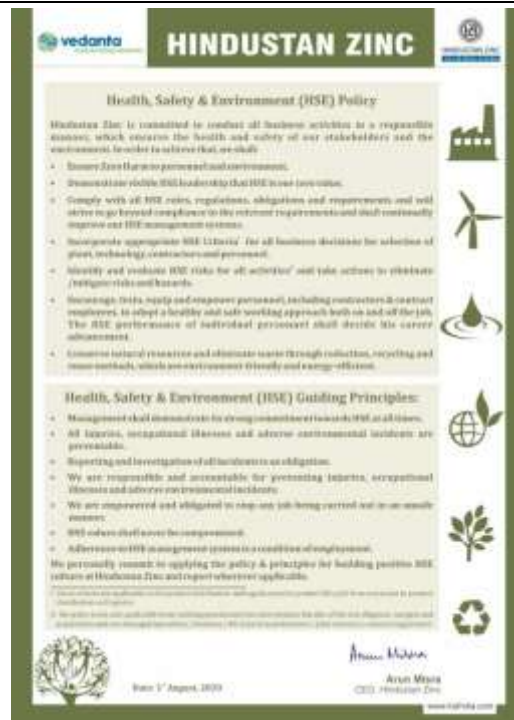 vedanta
HINDUSTAN ZINC
HINDUSTAN ZINC
Health, Safety & Environment (HSE) Policy
Hindustan Zinc is committed to conduct all business activities in a responsible
manner, which ensures the health and safety of our stakeholders and the
environment. In order to achieve that, we shall:
• Ensure Zero Harm to personnel and environment.
• Demonstrate visible HSE leadership that HSE is our core value.
• Comply with all HSE rules, regulations, obligations and requirements and will
strive to go beyond compliance to the relevant requirements and shall continually
improve our HSE management systems.
• Incorporate appropriate HSE Criteria¹ for all business decisions for selection of
plant, technology, contractors and personnel.
• Identify and evaluate HSE risks for all activities² and take actions to eliminate
/mitigate risks and hazards.
• Encourage, train, equip and empower personnel, including contractors & contract
employees, to adopt a healthy and safe working approach both on and off the job.
The HSE performance of individual personnel shall decide his career
advancement.
• Conserve natural resources and eliminate waste through reduction, recycling and
reuse methods, which are environment friendly and energy-efficient.
Health, Safety & Environment (HSE) Guiding Principles:
• Management shall demonstrate its strong commitment towards HSE at all times.
• All injuries, occupational illnesses and adverse environmental incidents are
preventable.
• Reporting and investigation of all incidents is an obligation.
• We are responsible and accountable for preventing injuries, occupational
illnesses and adverse environmental incidents.
• We are empowered and obligated to stop any job being carried out in an unsafe
manner.
• HSE values shall never be compromised.
• Adherence to HSE management system is a condition of employment.
We personally commit to applying the policy & principles for building positive HSE
culture at Hindustan Zinc and report wherever applicable.
Arun Misra
Date: 1ˢᵗ August, 2020
Arun Misra
CEO, Hindustan Zinc